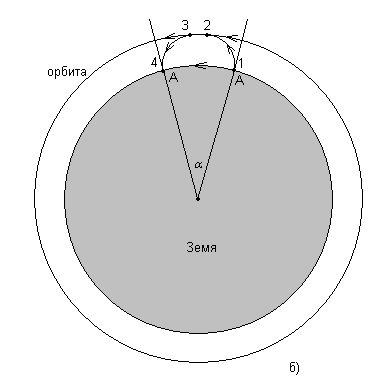 3 2
орбита
4 1
А А
α
Земя
б)